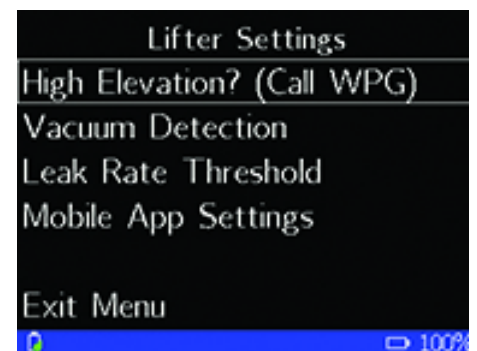 Lifter Settings
High Elevation? (Call WPG)
Vacuum Detection
Leak Rate Threshold
Mobile App Settings
Exit Menu
100%